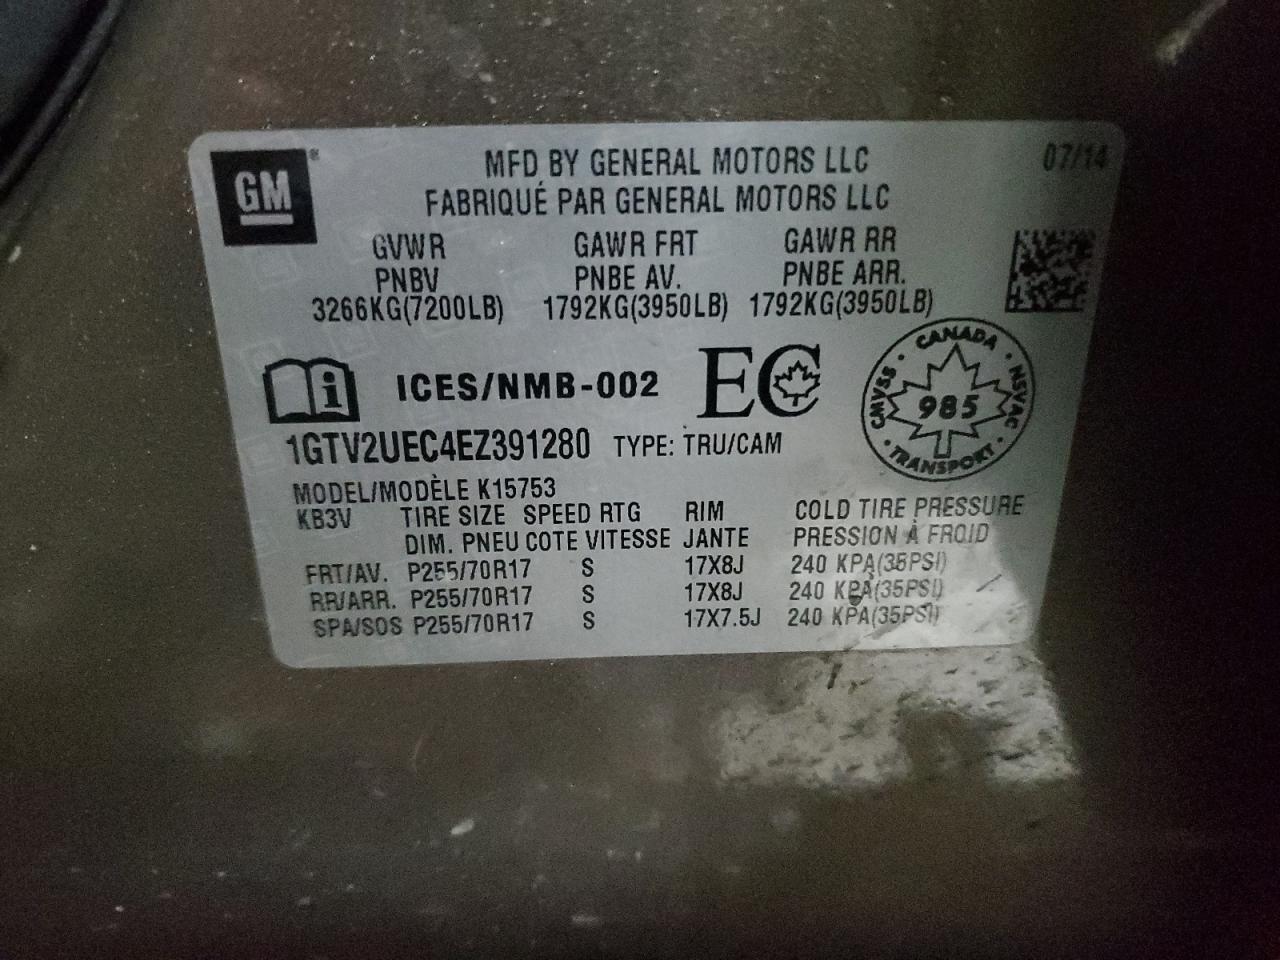 GM®
MFD BY GENERAL MOTORS LLC
07/14
FABRIQUÉ PAR GENERAL MOTORS LLC
GVWR GAWR FRT GAWR RR
PNBV PNBE AV. PNBE ARR.
3266KG(7200LB) 1792KG(3950LB) 1792KG(3950LB)
i ICES/NMB-002 EC
CANADA
CMVSS · NSVAC
985
· TRANSPORT ·
1GTV2UEC4EZ391280 TYPE: TRU/CAM
MODEL/MODÈLE K15753
KB3V TIRE SIZE SPEED RTG RIM COLD TIRE PRESSURE
DIM. PNEU COTE VITESSE JANTE PRESSION À FROID
FRT/AV. P255/70R17 S 17X8J 240 KPA(35PSI)
RR/ARR. P255/70R17 S 17X8J 240 KPA(35PSI)
SPA/SOS P255/70R17 S 17X7.5J 240 KPA(35PSI)